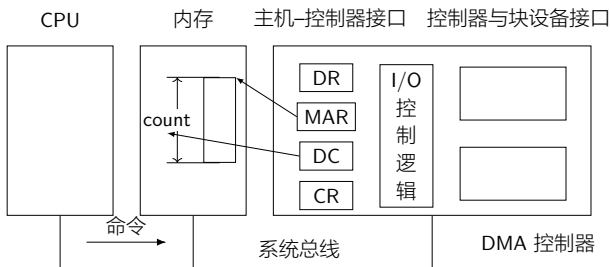 CPU
内存
主机–控制器接口
控制器与块设备接口
DR
MAR
DC
CR
I/O
控
制
逻
辑
count
命令
系统总线
DMA 控制器